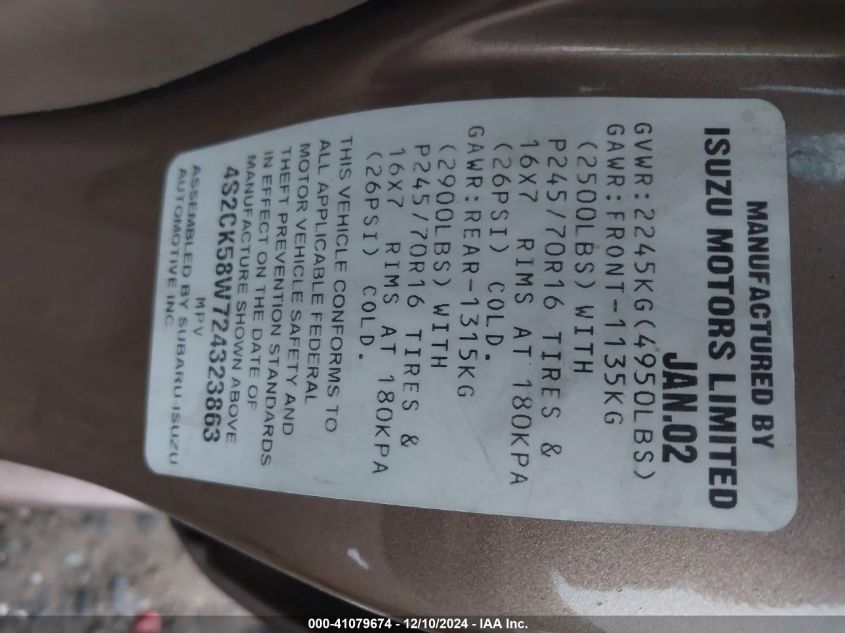 MANUFACTURED BY
ISUZU MOTORS LIMITED
JAN.02
GVWR:2245KG(4950LBS)
GAWR:FRONT-1135KG
(2500LBS) WITH
P245/70R16 TIRES &
16X7 RIMS AT 180KPA
(26PSI) COLD.
GAWR:REAR-1315KG
(2900LBS) WITH
P245/70R16 TIRES &
16X7 RIMS AT 180KPA
(26PSI) COLD.
THIS VEHICLE CONFORMS TO
ALL APPLICABLE FEDERAL
MOTOR VEHICLE SAFETY AND
THEFT PREVENTION STANDARDS
IN EFFECT ON THE DATE OF
MANUFACTURE SHOWN ABOVE
4S2CK58W724323863
MPV
ASSEMBLED BY SUBARU-ISUZU
AUTOMOTIVE INC.
000-41079674 - 12/10/2024 - IAA Inc.